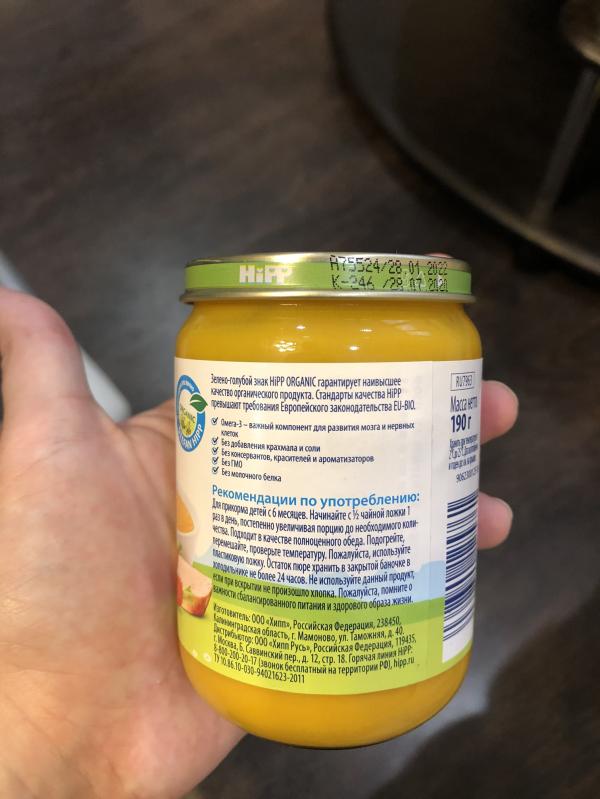 HiPP
A75524/28.01.2022
K-246 /28.07.2020
Зелено-голубой знак HiPP ORGANIC гарантирует наивысшее
качество органического продукта. Стандарты качества HiPP
превышают требования Европейского законодательства EU-BIO.
Омега-3 – важный компонент для развития мозга и нервных
клеток
Без добавления крахмала и соли
Без консервантов, красителей и ароматизаторов
Без ГМО
Без молочного белка
Рекомендации по употреблению:
Для прикорма детей с 6 месяцев. Начинайте с ½ чайной ложки 1
раз в день, постепенно увеличивая порцию до необходимого коли-
чества. Подходит в качестве полноценного обеда. Подогрейте,
перемешайте, проверьте температуру. Пожалуйста, используйте
пластиковую ложку. Остаток пюре хранить в закрытой баночке в
холодильнике не более 24 часов. Не используйте данный продукт,
если при вскрытии не произошло хлопка. Пожалуйста, помните о
важности сбалансированного питания и здорового образа жизни.
Изготовитель: ООО «Хипп», Российская Федерация, 238450,
Калининградская область, г. Мамоново, ул. Таможняя, д. 40.
Дистрибьютор: ООО «Хипп Русь», Российская Федерация, 119435,
г. Москва, Б. Саввинский пер., д. 12, стр. 18. Горячая линия HiPP:
8-800-200-20-17 (звонок бесплатный на территории РФ), hipp.ru
ТУ 10.86.10-030-94021623-2011
ORGANIC
RU7963
Масса нетто
190 г